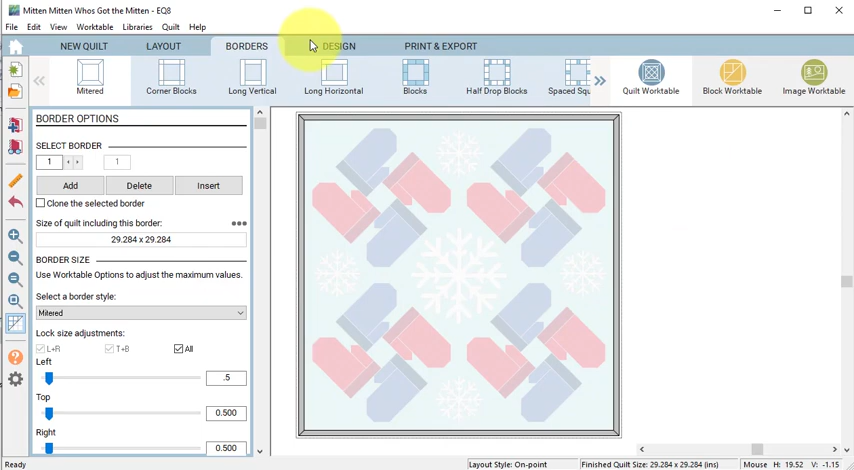 Mitten Mitten Whos Got the Mitten - EQ8
File Edit View Worktable Libraries Quilt Help
NEW QUILT LAYOUT BORDERS DESIGN PRINT & EXPORT
Mitered Corner Blocks Long Vertical Long Horizontal Blocks Half Drop Blocks Spaced Squ Quilt Worktable Block Worktable Image Worktable
BORDER OPTIONS
SELECT BORDER
1 1
Add Delete Insert
Clone the selected border
Size of quilt including this border:
29.284 x 29.284
BORDER SIZE
Use Worktable Options to adjust the maximum values.
Select a border style:
Mitered
Lock size adjustments:
L+R T+B All
Left
.5
Top
0.500
Right
0.500
Ready Layout Style: On-point Finished Quilt Size: 29.284 x 29.284 (ins) Mouse H: 19.52 V: -1.15